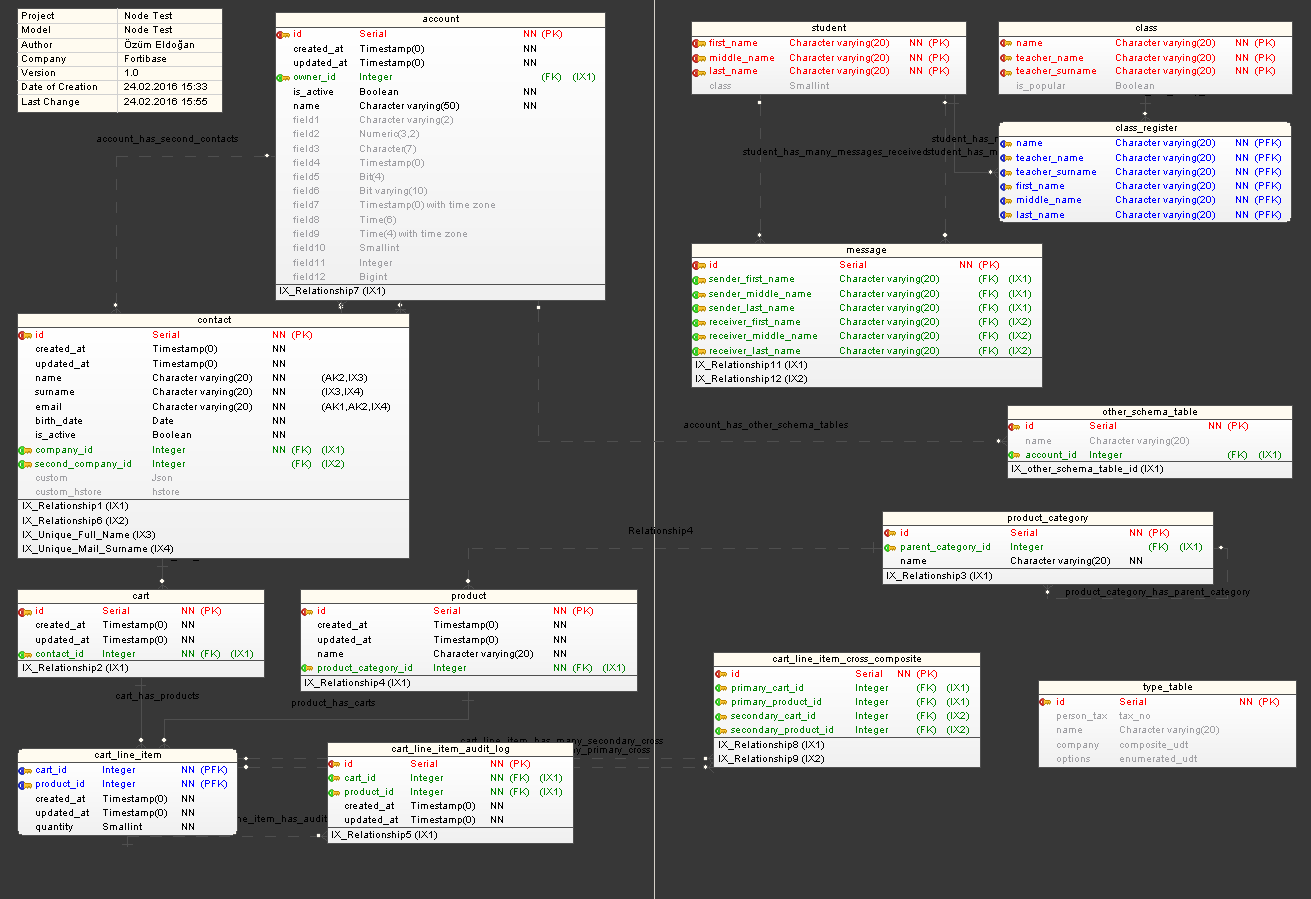 Project Node Test
Model Node Test
Author Özüm Eldoğan
Company Fortibase
Version 1.0
Date of Creation 24.02.2016 15:33
Last Change 24.02.2016 15:55
account
id Serial NN (PK)
created_at Timestamp(0) NN
updated_at Timestamp(0) NN
owner_id Integer (FK) (IX1)
is_active Boolean NN
name Character varying(50) NN
field1 Character varying(2)
field2 Numeric(3,2)
field3 Character(7)
field4 Timestamp(0)
field5 Bit(4)
field6 Bit varying(10)
field7 Timestamp(0) with time zone
field8 Time(6)
field9 Time(4) with time zone
field10 Smallint
field11 Integer
field12 Bigint
IX_Relationship7 (IX1)
account_has_second_contacts
student
first_name Character varying(20) NN (PK)
middle_name Character varying(20) NN (PK)
last_name Character varying(20) NN (PK)
class Smallint
class
name Character varying(20) NN (PK)
teacher_name Character varying(20) NN (PK)
teacher_surname Character varying(20) NN (PK)
is_popular Boolean
class_register
name Character varying(20) NN (PFK)
teacher_name Character varying(20) NN (PFK)
teacher_surname Character varying(20) NN (PFK)
first_name Character varying(20) NN (PFK)
middle_name Character varying(20) NN (PFK)
last_name Character varying(20) NN (PFK)
student_has_
student_has_many_messages_received
student_has_m
message
id Serial NN (PK)
sender_first_name Character varying(20) (FK) (IX1)
sender_middle_name Character varying(20) (FK) (IX1)
sender_last_name Character varying(20) (FK) (IX1)
receiver_first_name Character varying(20) (FK) (IX2)
receiver_middle_name Character varying(20) (FK) (IX2)
receiver_last_name Character varying(20) (FK) (IX2)
IX_Relationship11 (IX1)
IX_Relationship12 (IX2)
contact
id Serial NN (PK)
created_at Timestamp(0) NN
updated_at Timestamp(0) NN
name Character varying(20) NN (AK2,IX3)
surname Character varying(20) NN (IX3,IX4)
email Character varying(20) NN (AK1,AK2,IX4)
birth_date Date NN
is_active Boolean NN
company_id Integer NN (FK) (IX1)
second_company_id Integer (FK) (IX2)
custom Json
custom_hstore hstore
IX_Relationship1 (IX1)
IX_Relationship6 (IX2)
IX_Unique_Full_Name (IX3)
IX_Unique_Mail_Surname (IX4)
account_has_other_schema_tables
other_schema_table
id Serial NN (PK)
name Character varying(20)
account_id Integer (FK) (IX1)
IX_other_schema_table_id (IX1)
Relationship4
product_category
id Serial NN (PK)
parent_category_id Integer (FK) (IX1)
name Character varying(20) NN
IX_Relationship3 (IX1)
product_category_has_parent_category
cart
id Serial NN (PK)
created_at Timestamp(0) NN
updated_at Timestamp(0) NN
contact_id Integer NN (FK) (IX1)
IX_Relationship2 (IX1)
product
id Serial NN (PK)
created_at Timestamp(0) NN
updated_at Timestamp(0) NN
name Character varying(20) NN
product_category_id Integer NN (FK) (IX1)
IX_Relationship4 (IX1)
cart_has_products
product_has_carts
cart_line_item_cross_composite
id Serial NN (PK)
primary_cart_id Integer (FK) (IX1)
primary_product_id Integer (FK) (IX1)
secondary_cart_id Integer (FK) (IX2)
secondary_product_id Integer (FK) (IX2)
IX_Relationship8 (IX1)
IX_Relationship9 (IX2)
type_table
id Serial NN (PK)
person_tax tax_no
name Character varying(20)
company composite_udt
options enumerated_udt
cart_line_item_has_many_secondary_cross
ny_primary_cross
cart_line_item
cart_id Integer NN (PFK)
product_id Integer NN (PFK)
created_at Timestamp(0) NN
updated_at Timestamp(0) NN
quantity Smallint NN
ne_item_has_audit
cart_line_item_audit_log
id Serial NN (PK)
cart_id Integer NN (FK) (IX1)
product_id Integer NN (FK) (IX1)
created_at Timestamp(0) NN
updated_at Timestamp(0) NN
IX_Relationship5 (IX1)